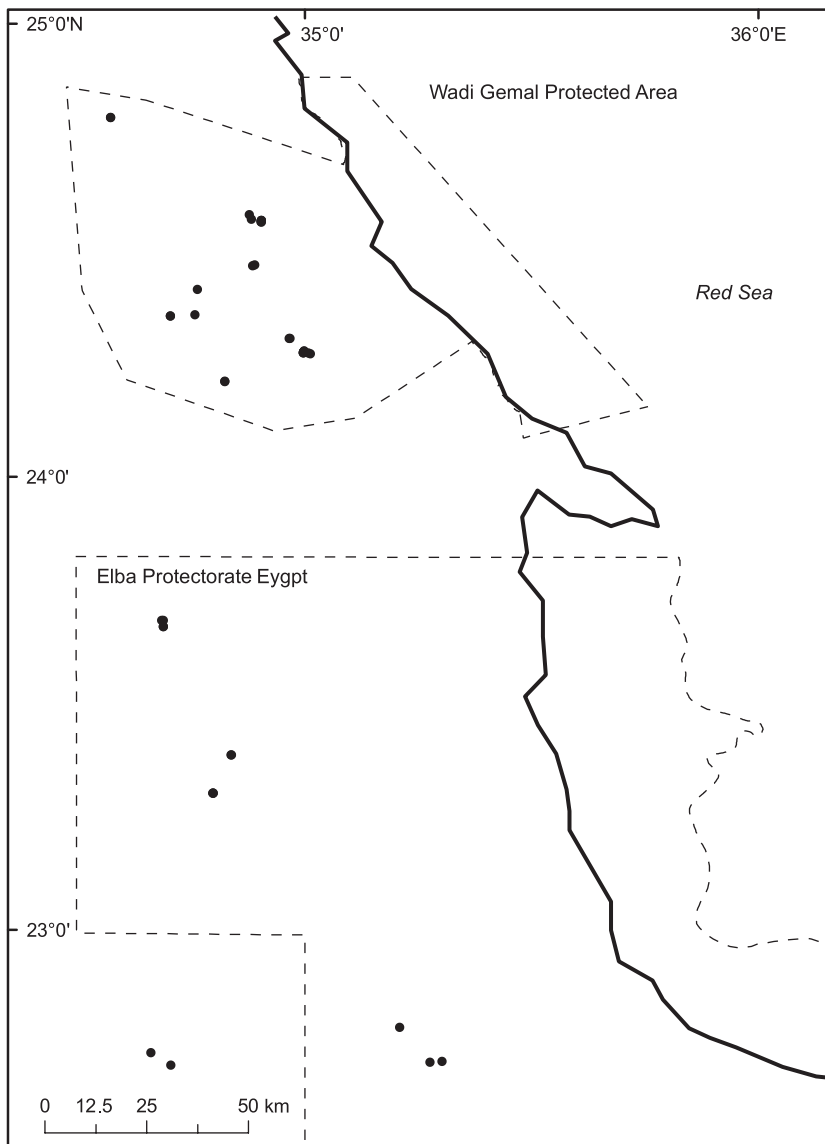 25°0'N
35°0'
36°0'E
Wadi Gemal Protected Area
Red Sea
24°0'
Elba Protectorate Eygpt
23°0'
0 12.5 25 50 km